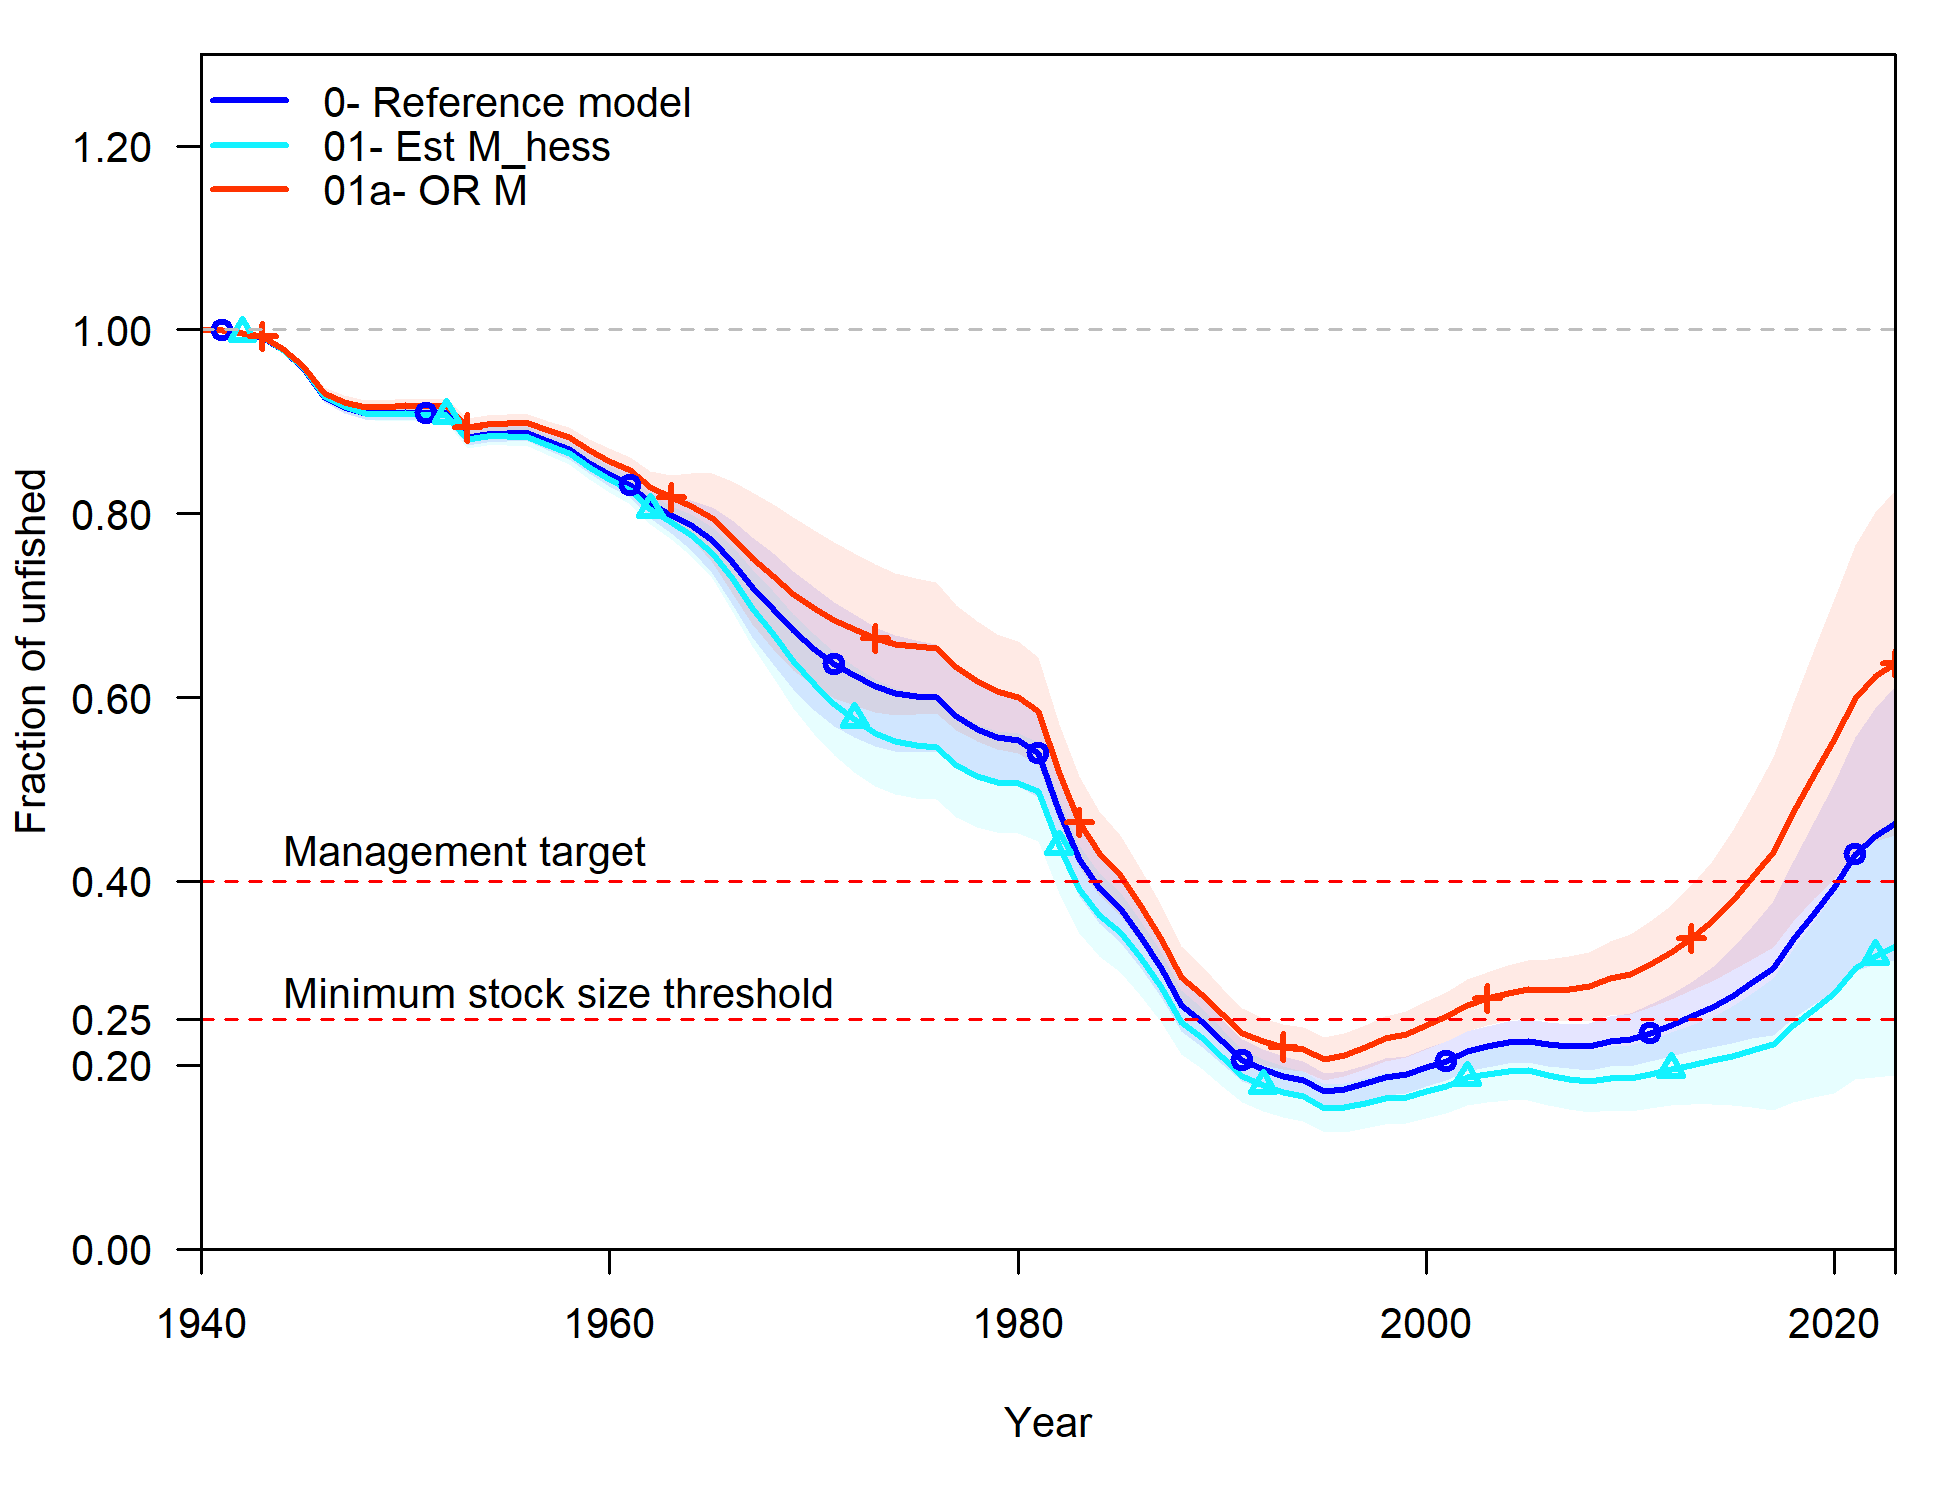 0- Reference model
01- Est M_hess
01a- OR M
1.20
1.00
0.80
0.60
0.40
0.25
0.20
0.00
Fraction of unfished
Management target
Minimum stock size threshold
1940 1960 1980 2000 2020
Year